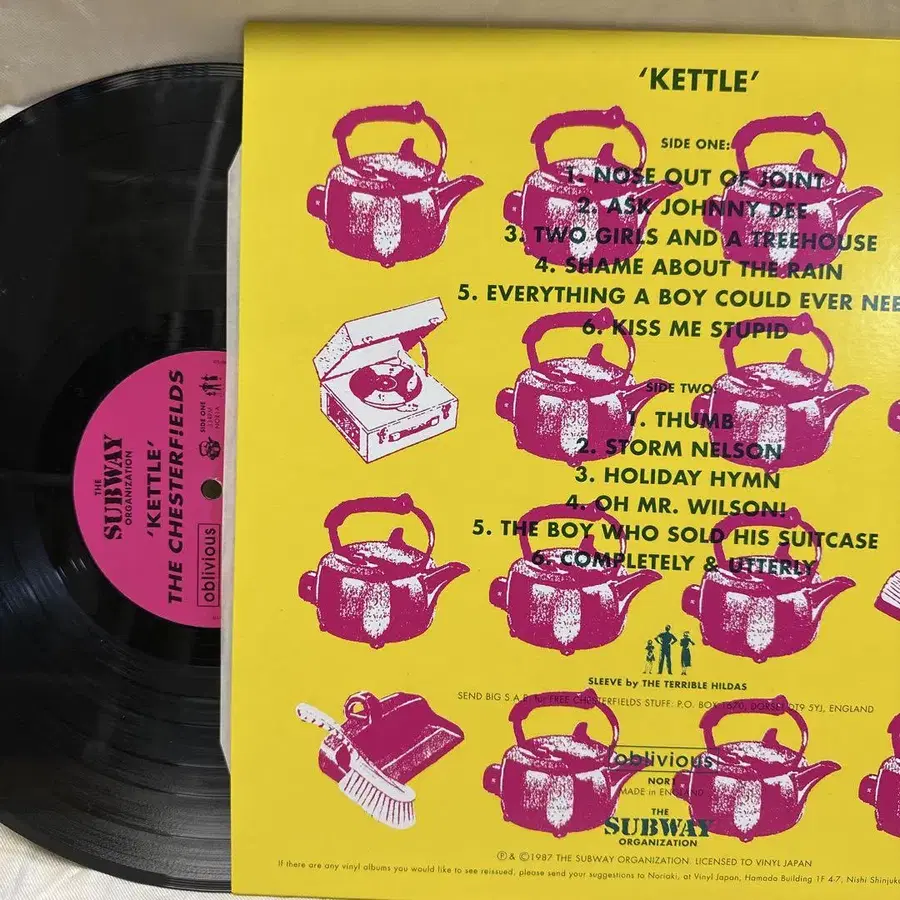 'KETTLE'
SIDE ONE:
1. NOSE OUT OF JOINT
2. ASK JOHNNY DEE
3. TWO GIRLS AND A TREEHOUSE
4. SHAME ABOUT THE RAIN
5. EVERYTHING A BOY COULD EVER NEE
6. KISS ME STUPID
SIDE TWO
1. THUMB
2. STORM NELSON
3. HOLIDAY HYMN
4. OH MR. WILSON!
5. THE BOY WHO SOLD HIS SUITCASE
6. COMPLETELY & UTTERLY
SLEEVE by THE TERRIBLE HILDAS
SEND BIG S.A.E. for FREE CHESTERFIELDS STUFF: P.O. BOX 1670, DORSET DT9 5YJ, ENGLAND
oblivious
MADE in ENGLAND
THE
SUBWAY
ORGANIZATION
℗ & ©1987 THE SUBWAY ORGANIZATION. LICENSED TO VINYL JAPAN
If there are any vinyl albums you would like to see reissued, please send your suggestions to Noriaki, at Vinyl Japan, Hamada Building 1F 4-7, Nishi Shinjuku
THE
SUBWAY
ORGANIZATION
'KETTLE'
THE CHESTERF!ELDS
oblivious
SIDE ONE